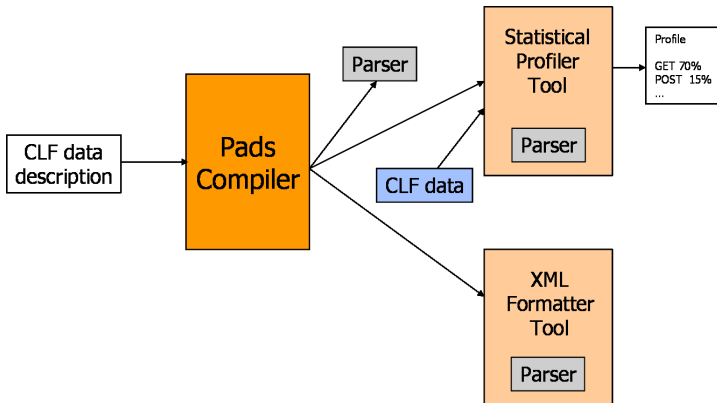 CLF data
description
Pads
Compiler
Parser
CLF data
Statistical
Profiler
Tool
Parser
Profile
GET 70%
POST 15%
...
XML
Formatter
Tool
Parser